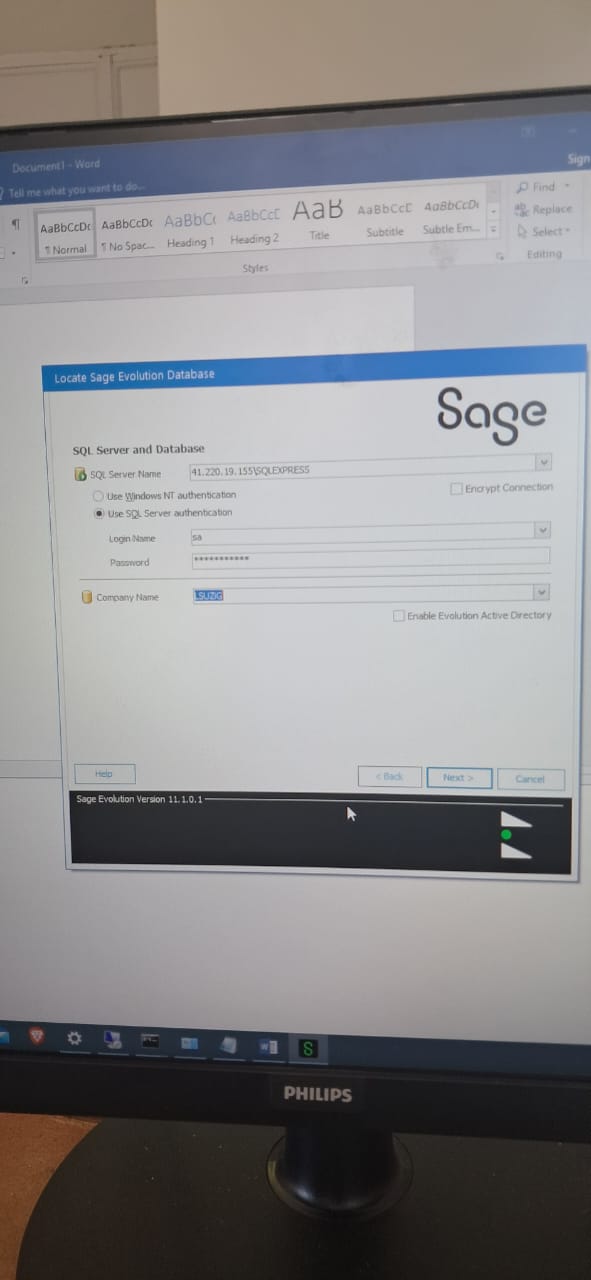 Document1 - Word
Sign
Tell me what you want to do...
Find
Replace
Select
Editing
AaBbCcDc AaBbCcDc AaBbCc AaBbCcC AaB AaBbCcC AaBbCcDc
¶ Normal ¶ No Spac... Heading 1 Heading 2 Title Subtitle Subtle Em...
Styles
Locate Sage Evolution Database
Sage
SQL Server and Database
SQL Server Name 41.220.19.155\SQLEXPRESS
Use Windows NT authentication Encrypt Connection
Use SQL Server authentication
Login Name sa
Password ***********
Company Name LSUZIG
Enable Evolution Active Directory
Help < Back Next > Cancel
Sage Evolution Version 11.1.0.1
PHILIPS